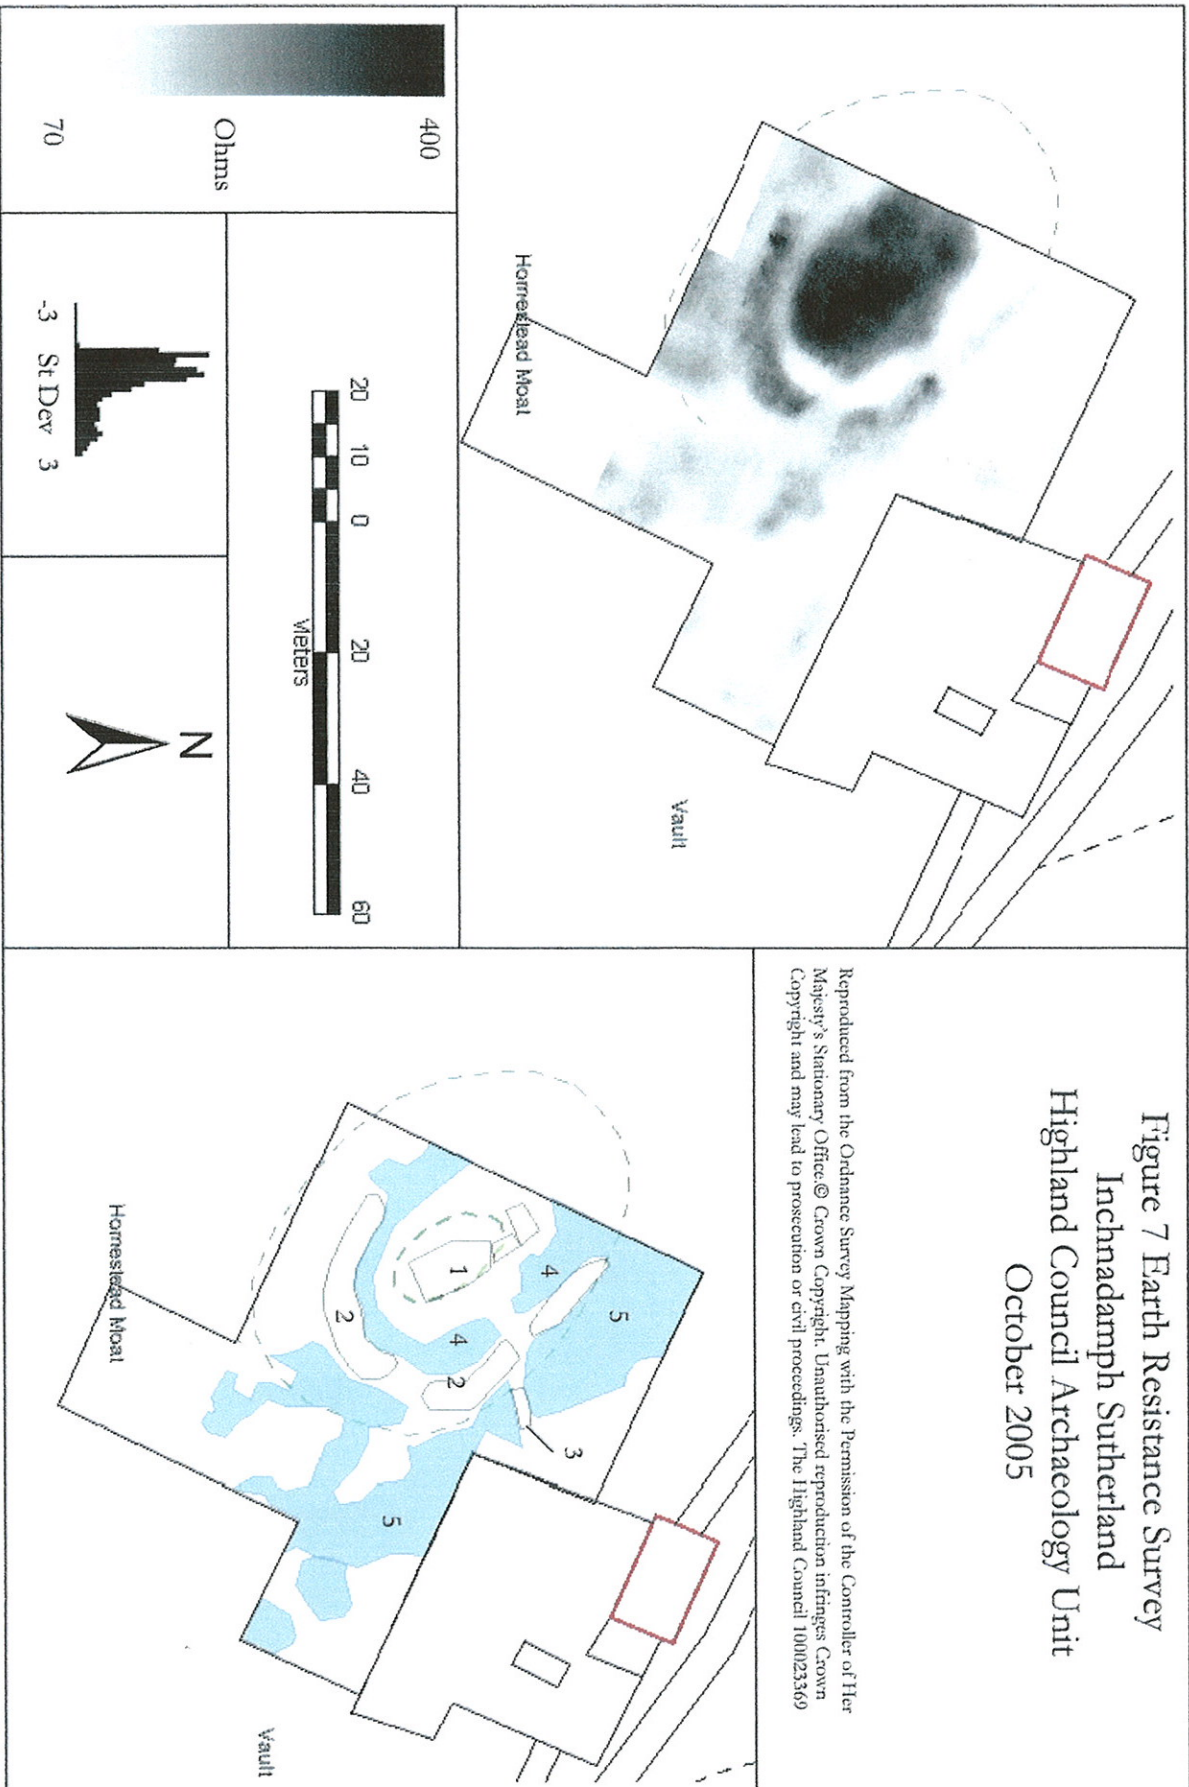 Figure 7 Earth Resistance Survey
Inchnadamph Sutherland
Highland Council Archaeology Unit
October 2005
Reproduced from the Ordnance Survey Mapping with the Permission of the Controller of Her
Majesty's Stationary Office.© Crown Copyright. Unauthorised reproduction infringes Crown
Copyright and may lead to prosecution or civil proceedings. The Highland Council 100023369
Homestead Moat
Vault
400
Ohms
70
-3 St Dev 3
20 10 0 20 40 60
Meters
N
5
4
1
4
2
2
3
5
Homestead Moat
Vault